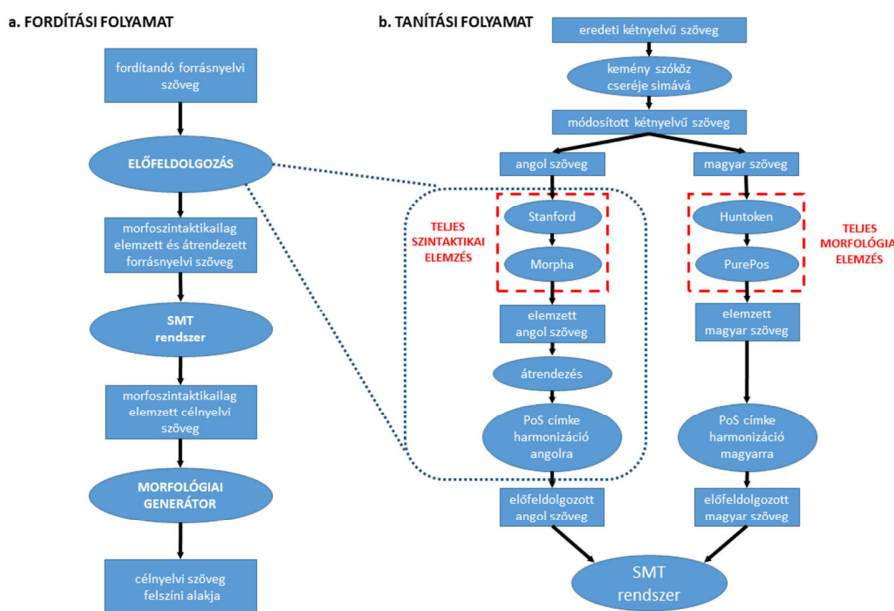 a. FORDÍTÁSI FOLYAMAT
fordítandó forrásnyelvi
szöveg
ELŐFELDOLGOZÁS
morfoszintaktikailag
elemzett és átrendezett
forrásnyelvi szöveg
SMT
rendszer
morfoszintaktikailag
elemzett célnyelvi
szöveg
MORFOLÓGIAI
GENERÁTOR
célnyelvi szöveg
felszíni alakja
b. TANÍTÁSI FOLYAMAT
eredeti kétnyelvű szöveg
kemény szóköz
cseréje simává
módosított kétnyelvű szöveg
angol szöveg
TELJES
SZINTAKTIKAI
ELEMZÉS
Stanford
Morpha
elemzett
angol szöveg
átrendezés
PoS címke
harmonizáció
angolra
előfeldolgozott
angol szöveg
magyar szöveg
Huntoken
PurePos
TELJES
MORFOLÓGIAI
ELEMZÉS
elemzett
magyar szöveg
PoS címke
harmonizáció
magyarra
előfeldolgozott
magyar szöveg
SMT
rendszer